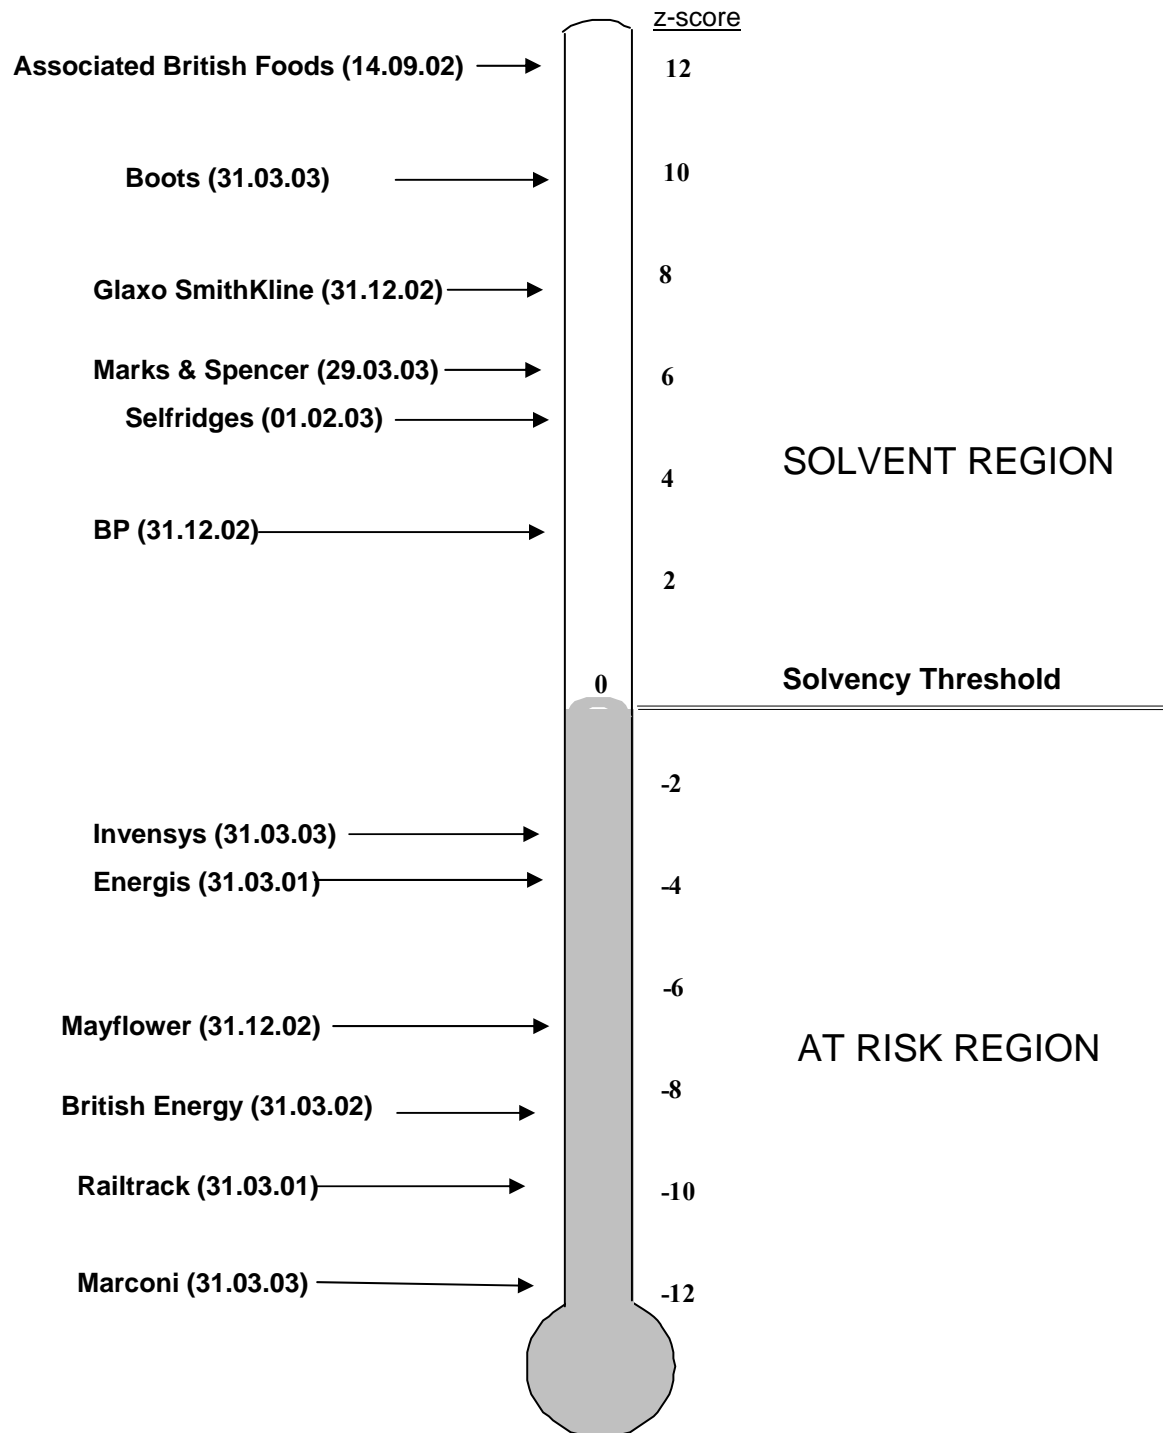 z-score
Associated British Foods (14.09.02)
12
Boots (31.03.03)
10
Glaxo SmithKline (31.12.02)
8
Marks & Spencer (29.03.03)
6
Selfridges (01.02.03)
SOLVENT REGION
4
BP (31.12.02)
2
0
Solvency Threshold
-2
Invensys (31.03.03)
Energis (31.03.01)
-4
-6
Mayflower (31.12.02)
AT RISK REGION
-8
British Energy (31.03.02)
Railtrack (31.03.01)
-10
Marconi (31.03.03)
-12